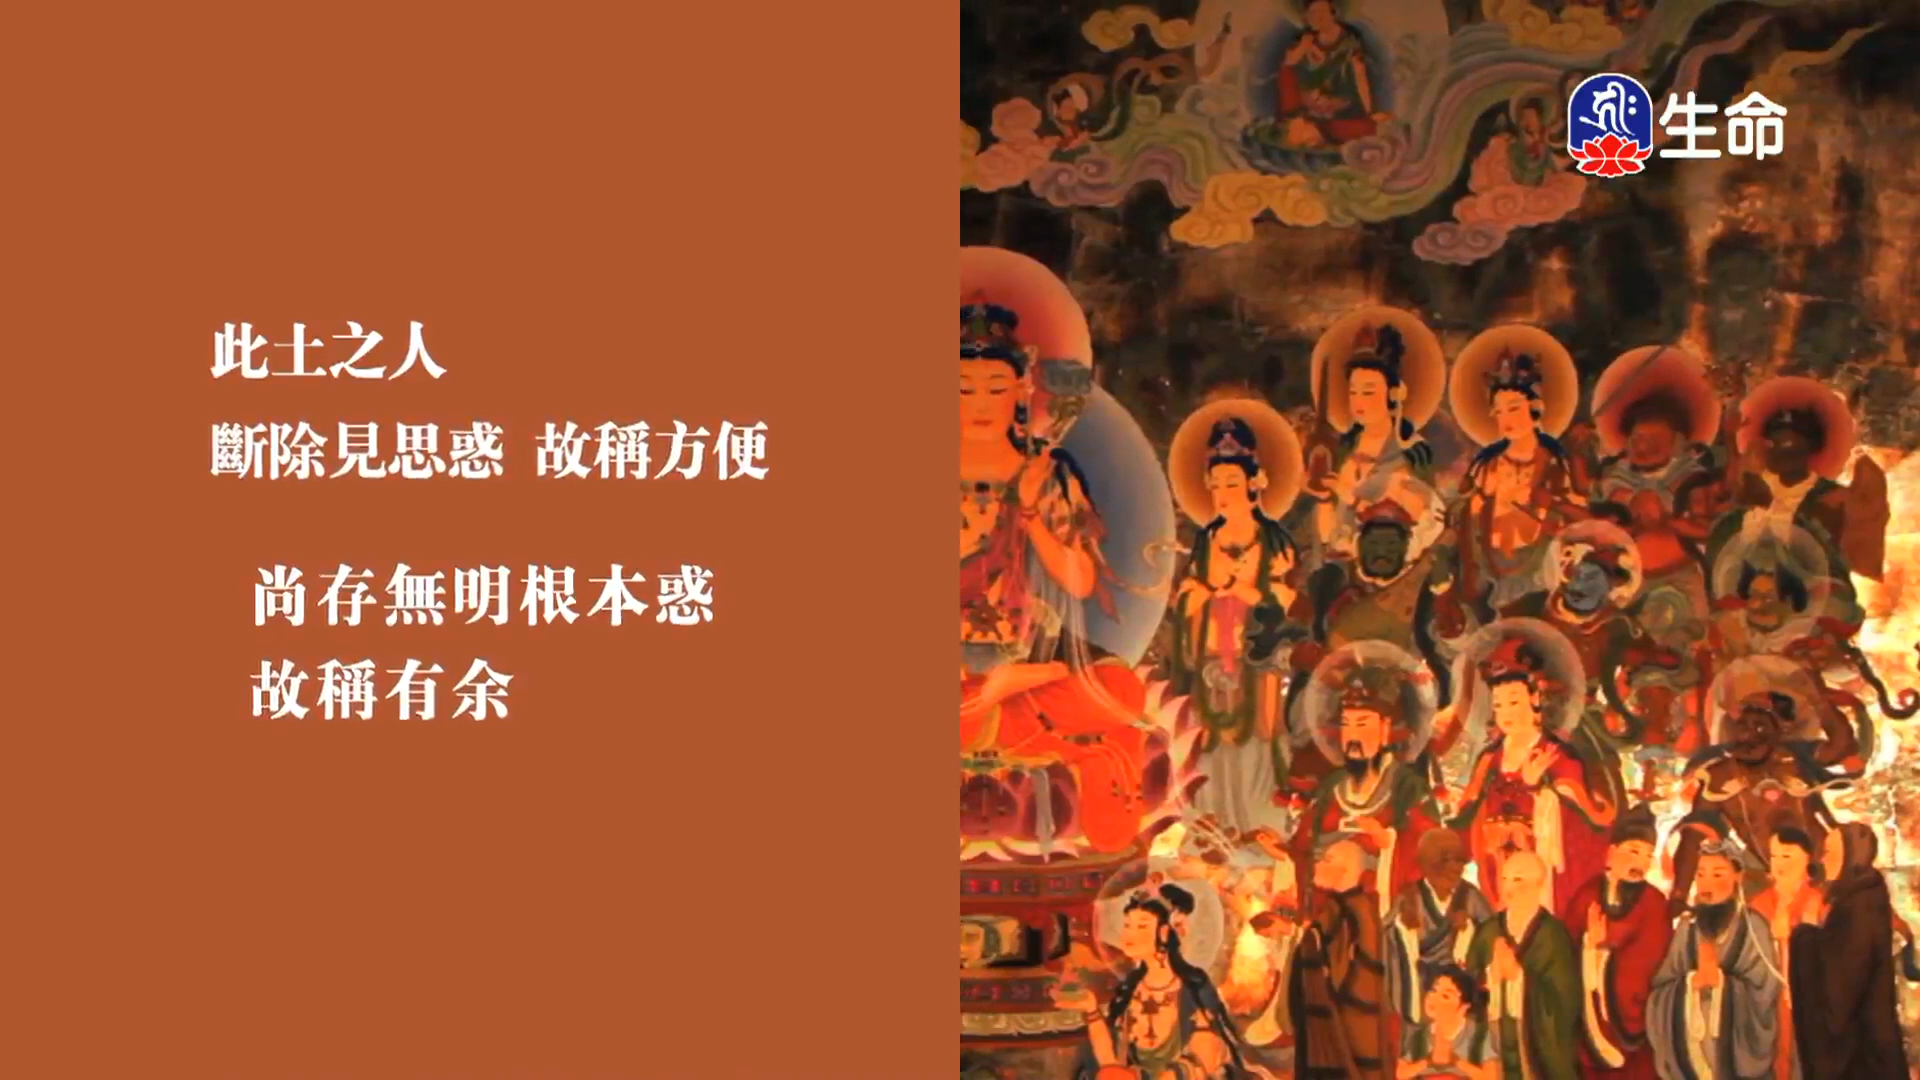 生命
此土之人
斷除見思惑 故稱方便
尚存無明根本惑
故稱有余